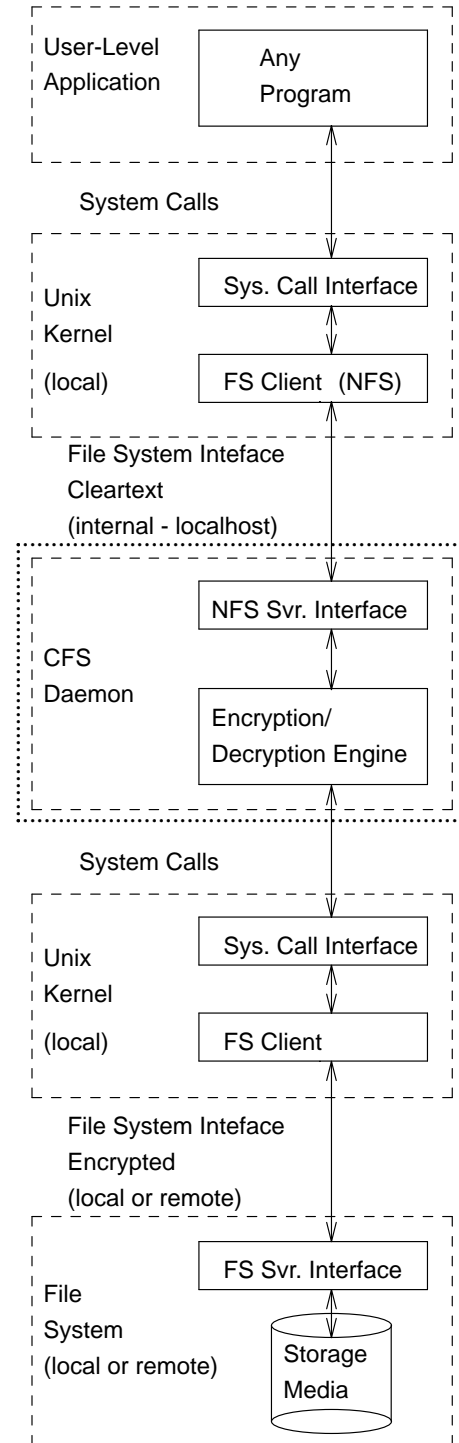 User-Level
Application
Any
Program
System Calls
Unix
Kernel
(local)
Sys. Call Interface
FS Client (NFS)
File System Inteface
Cleartext
(internal - localhost)
CFS
Daemon
NFS Svr. Interface
Encryption/
Decryption Engine
System Calls
Unix
Kernel
(local)
Sys. Call Interface
FS Client
File System Inteface
Encrypted
(local or remote)
File
System
(local or remote)
FS Svr. Interface
Storage
Media